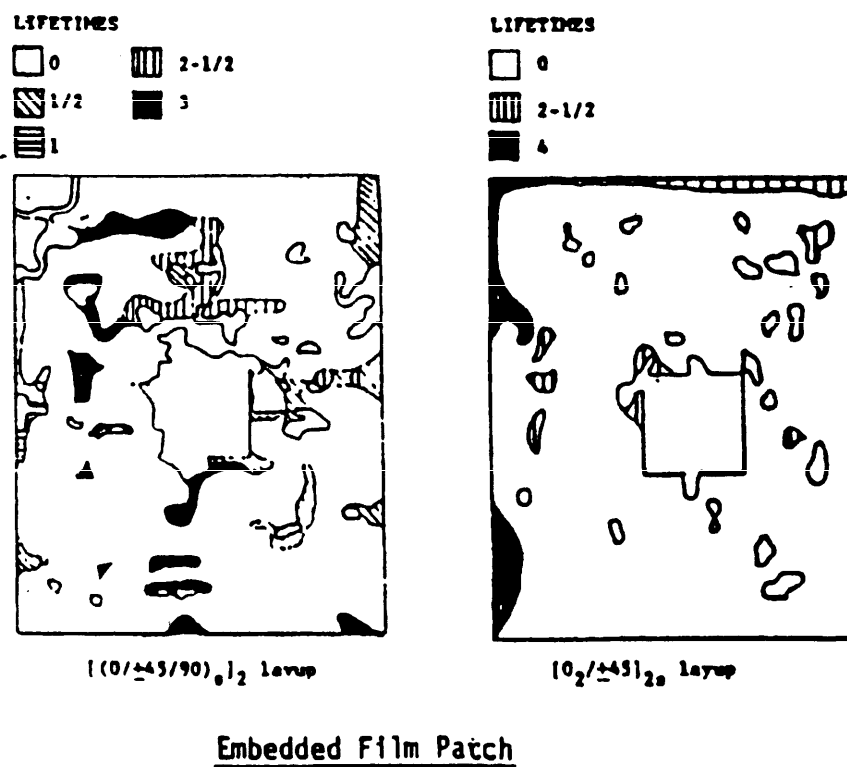 LIFETIMES
0
2-1/2
1/2
3
1
LIFETIMES
0
2-1/2
4
[(0/±45/90)s]2 layup
[02/±45]2s layup
Embedded Film Patch